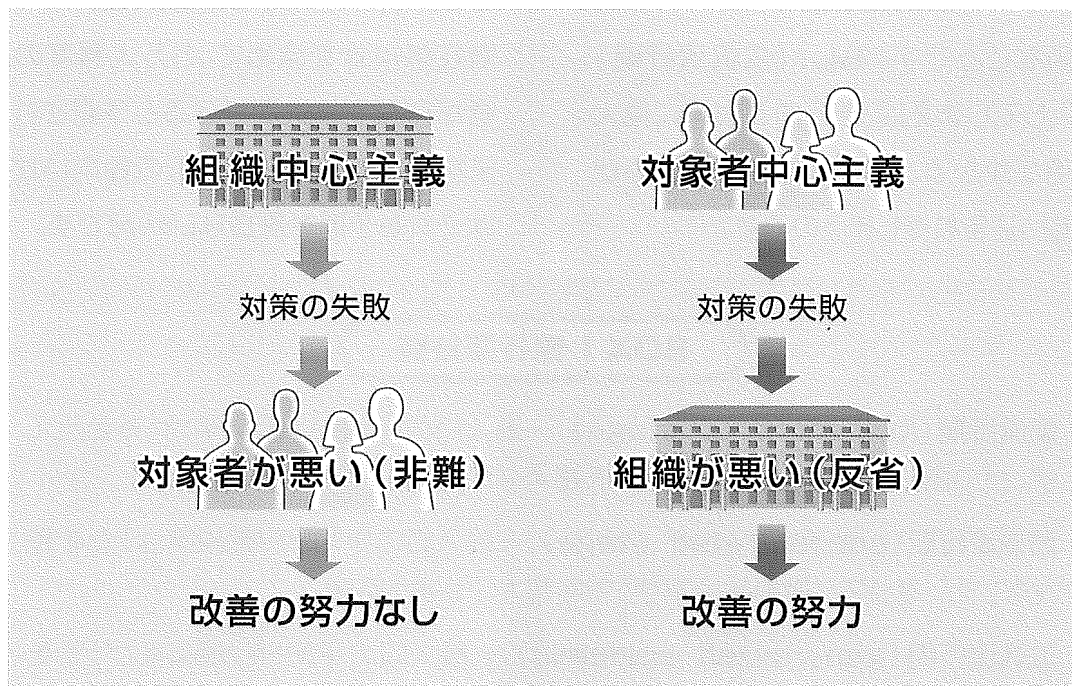 組織中心主義
対策の失敗
対象者が悪い(非難)
改善の努力なし
対象者中心主義
対策の失敗
組織が悪い(反省)
改善の努力